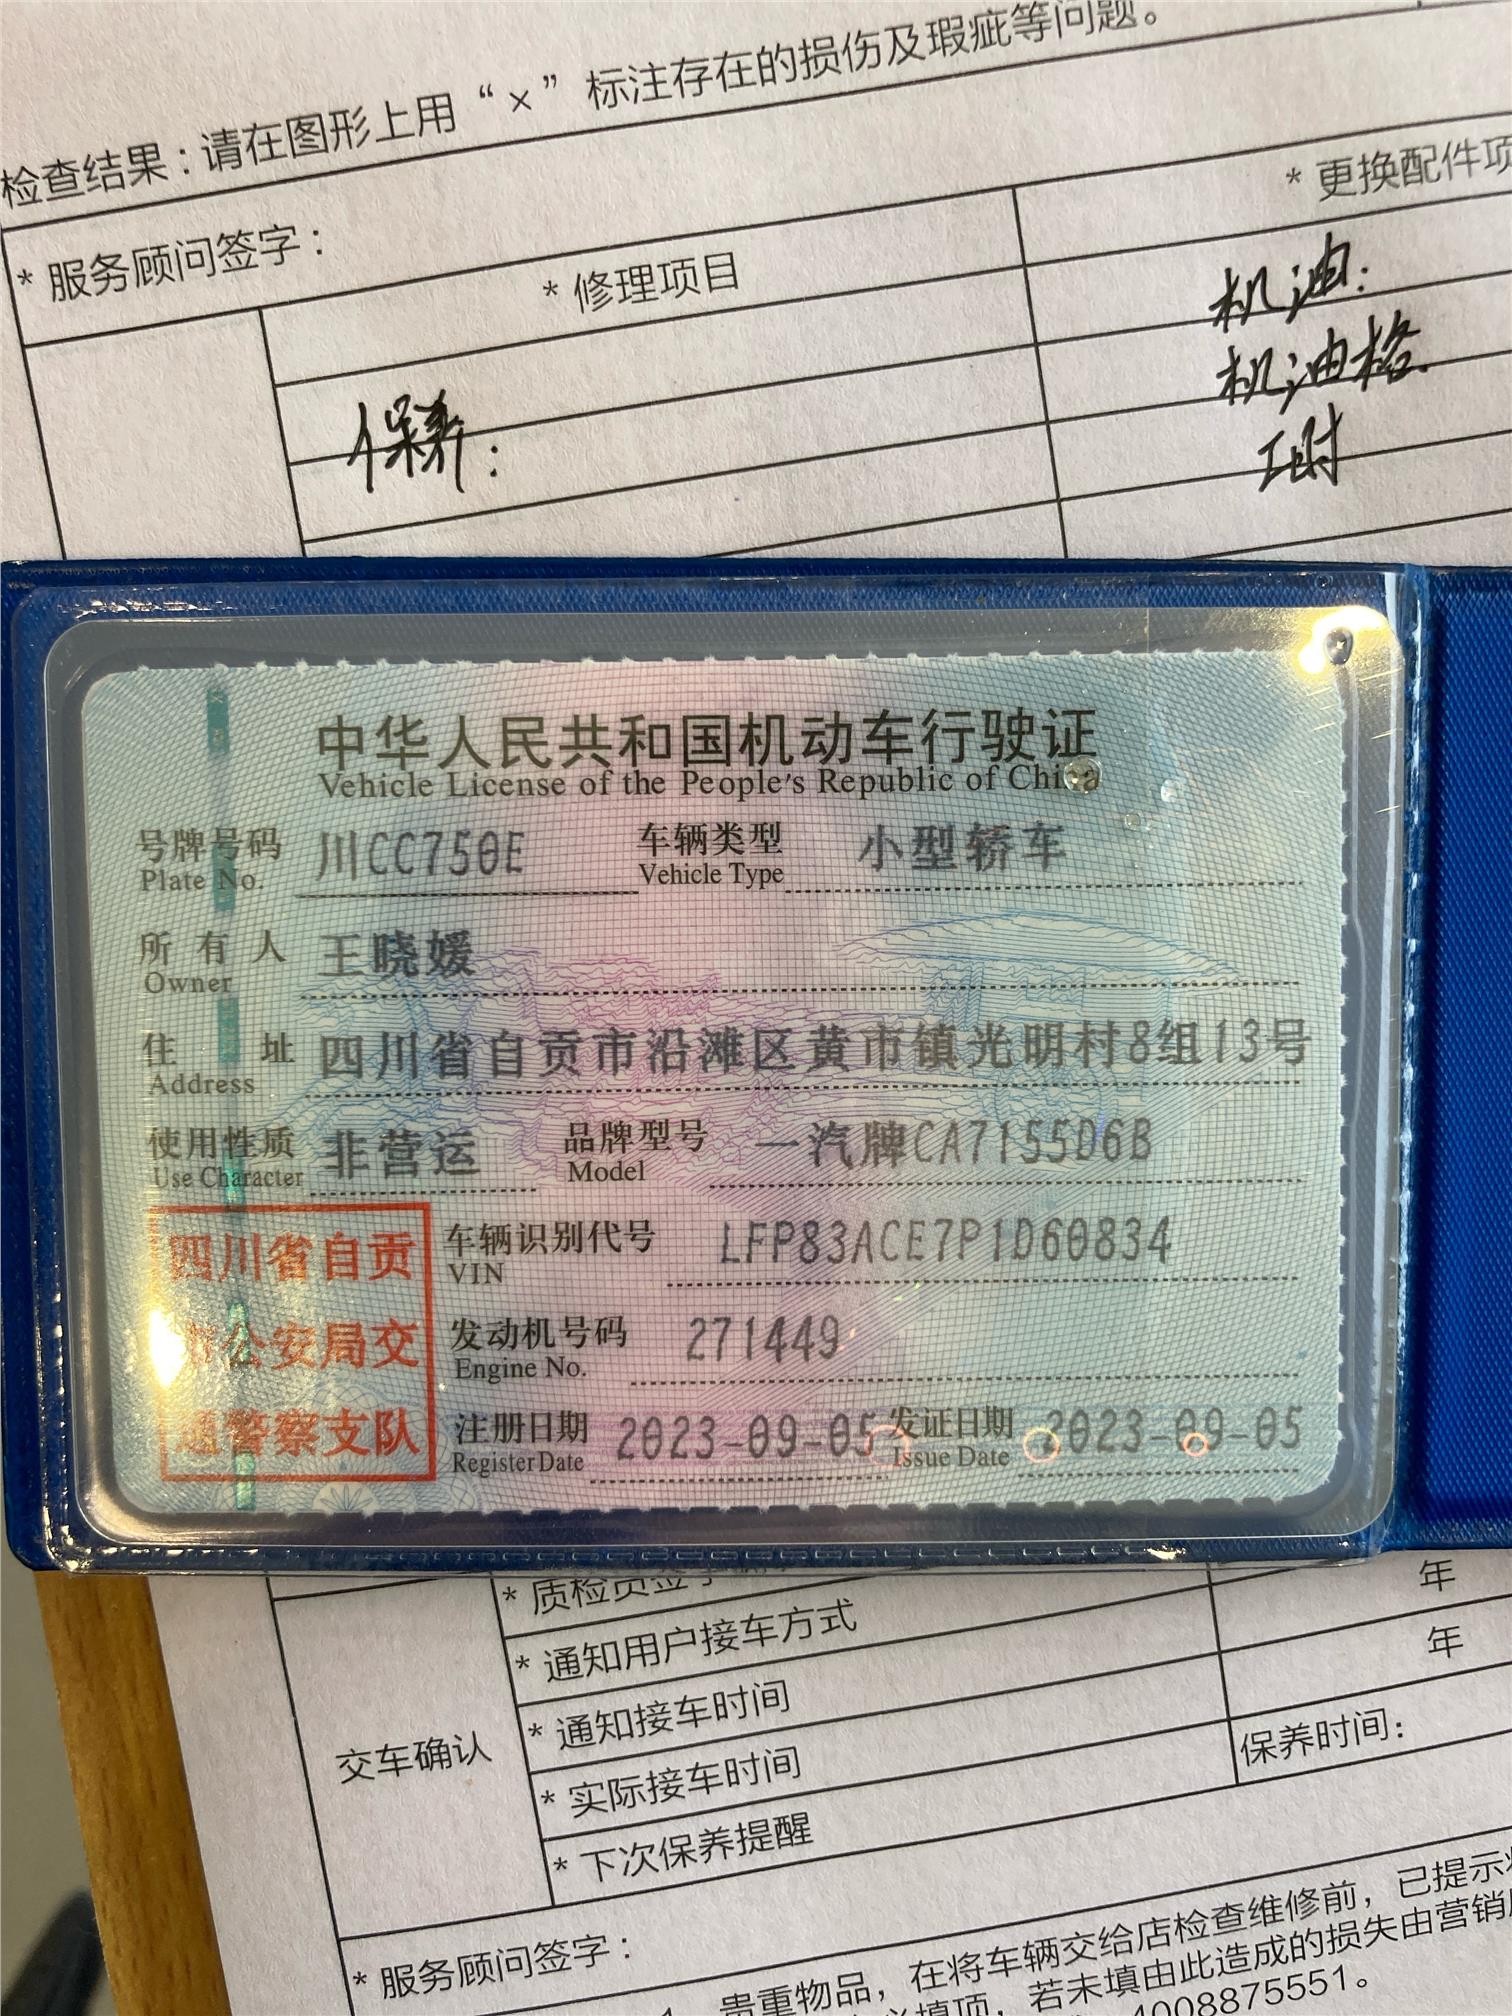 检查结果:请在图形上用“×”标注存在的损伤及瑕疵等问题。
* 服务顾问签字:
* 修理项目
* 更换配件项
保养:
机油:
机油格
工时
中华人民共和国机动车行驶证
Vehicle License of the People's Republic of China
号牌号码 川CC750E 车辆类型 小型轿车
Plate No. Vehicle Type
所有人 王晓媛
Owner
住址 四川省自贡市沿滩区黄市镇光明村8组13号
Address
使用性质 非营运 品牌型号 一汽牌CA7155D6B
Use Character Model
四川省自贡
市公安局交
通警察支队
车辆识别代号 LFP83ACE7P1D60834
VIN
发动机号码 271449
Engine No.
注册日期 2023-09-05 发证日期 2023-09-05
Register Date Issue Date
* 质检员签字
年
* 通知用户接车方式
年
* 通知接车时间
交车确认
* 实际接车时间
保养时间:
* 下次保养提醒
* 服务顾问签字:
贵重物品，在将车辆交给店检查维修前，已提示
必填项，若未填由此造成的损失由营销
4008875551。